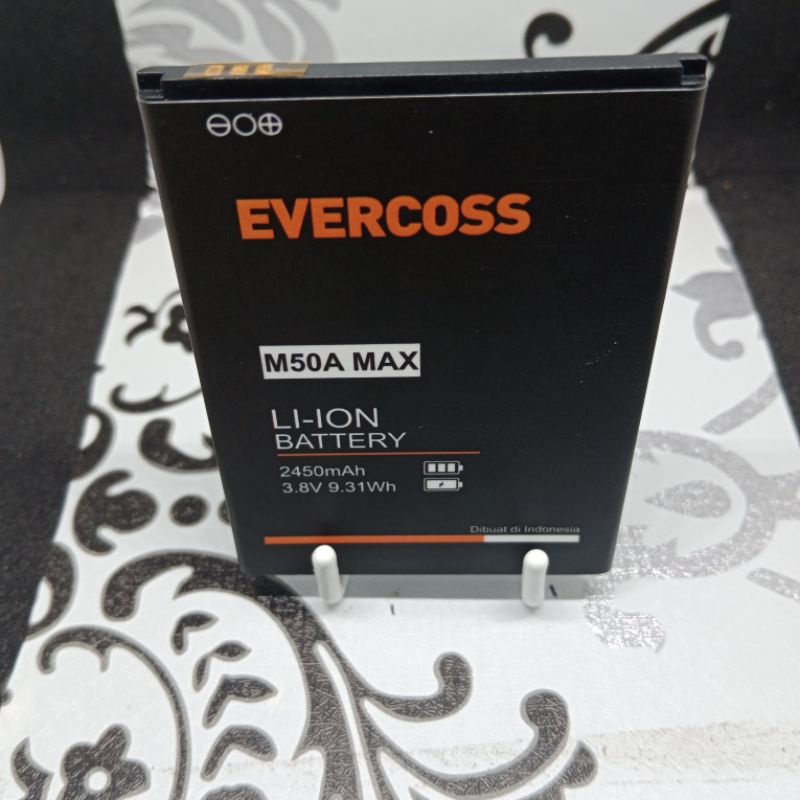 EVERCOSS
M50A MAX
LI-ION
BATTERY
2450mAh
3.8V 9.31Wh
Dibuat di Indonesia